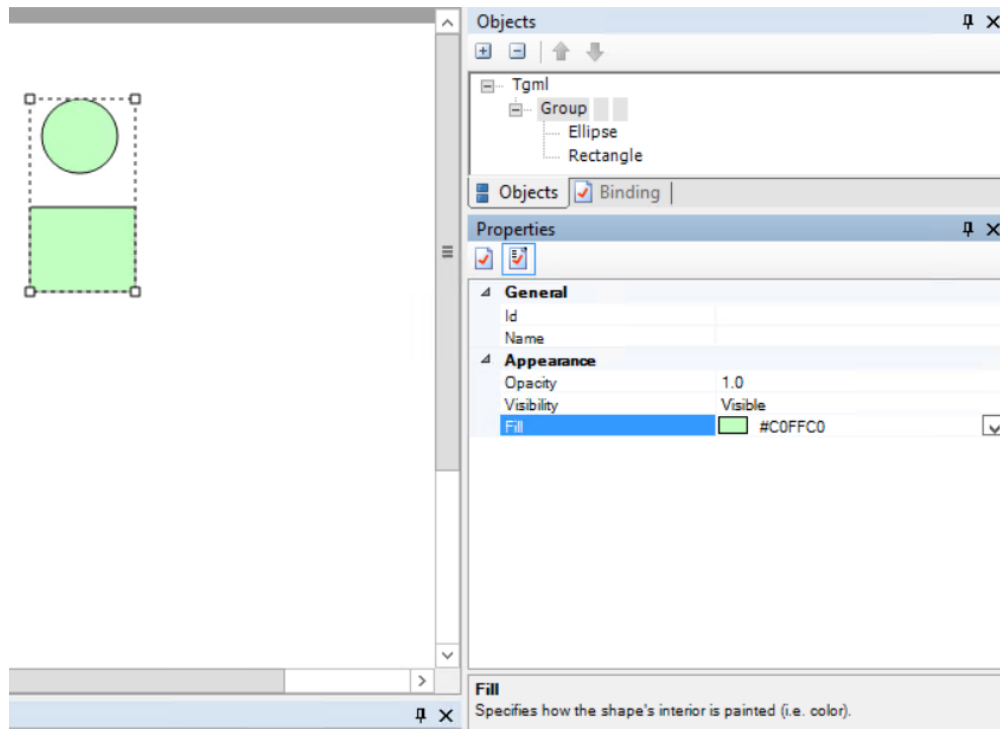 Objects
Tgml
Group
Ellipse
Rectangle
Objects Binding
Properties
General
Id
Name
Appearance
Opacity 1.0
Visibility Visible
Fill #C0FFC0
Fill
Specifies how the shape's interior is painted (i.e. color).